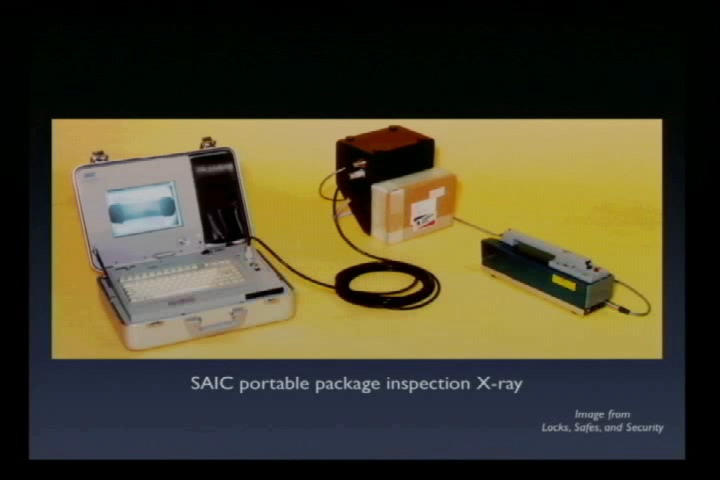 SAIC portable package inspection X-ray
Image from
Locks, Safes, and Security